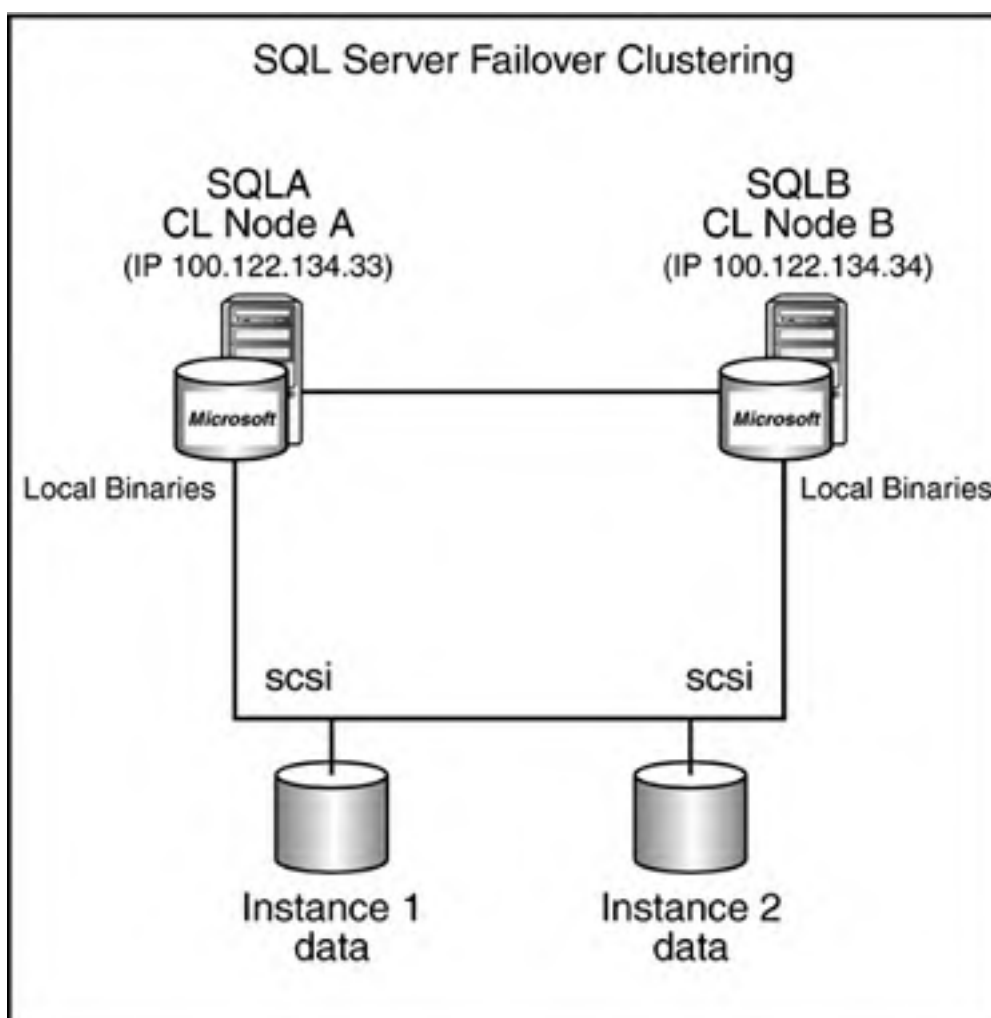 SQL Server Failover Clustering
SQLA
CL Node A
(IP 100.122.134.33)
SQLB
CL Node B
(IP 100.122.134.34)
Microsoft
Microsoft
Local Binaries
Local Binaries
scsi
scsi
Instance 1
data
Instance 2
data